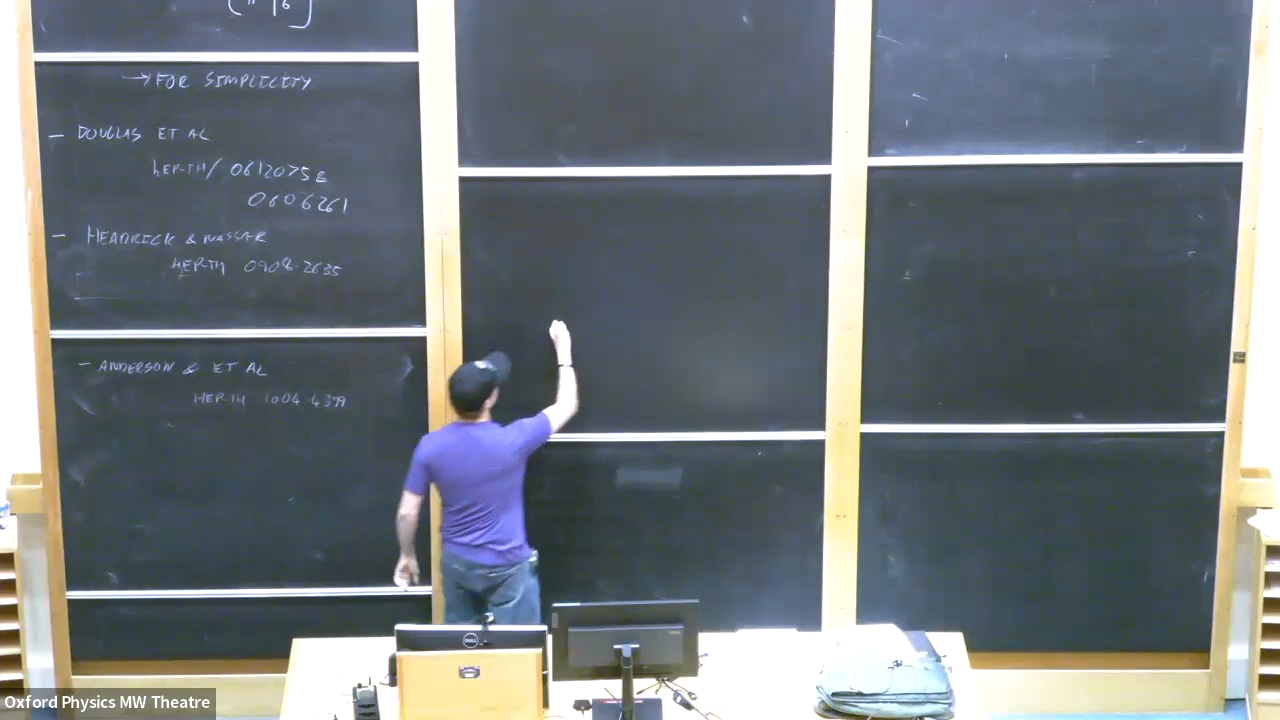 → FOR SIMPLICITY
- DOUGLAS ET AL
hep-th/ 0612075 &
0606261
- HEADRICK & NASSAR
HEP-TH 0908.2635
- ANDERSON & ET AL
HEP-TH 1004.4399
DELL
Oxford Physics MW Theatre